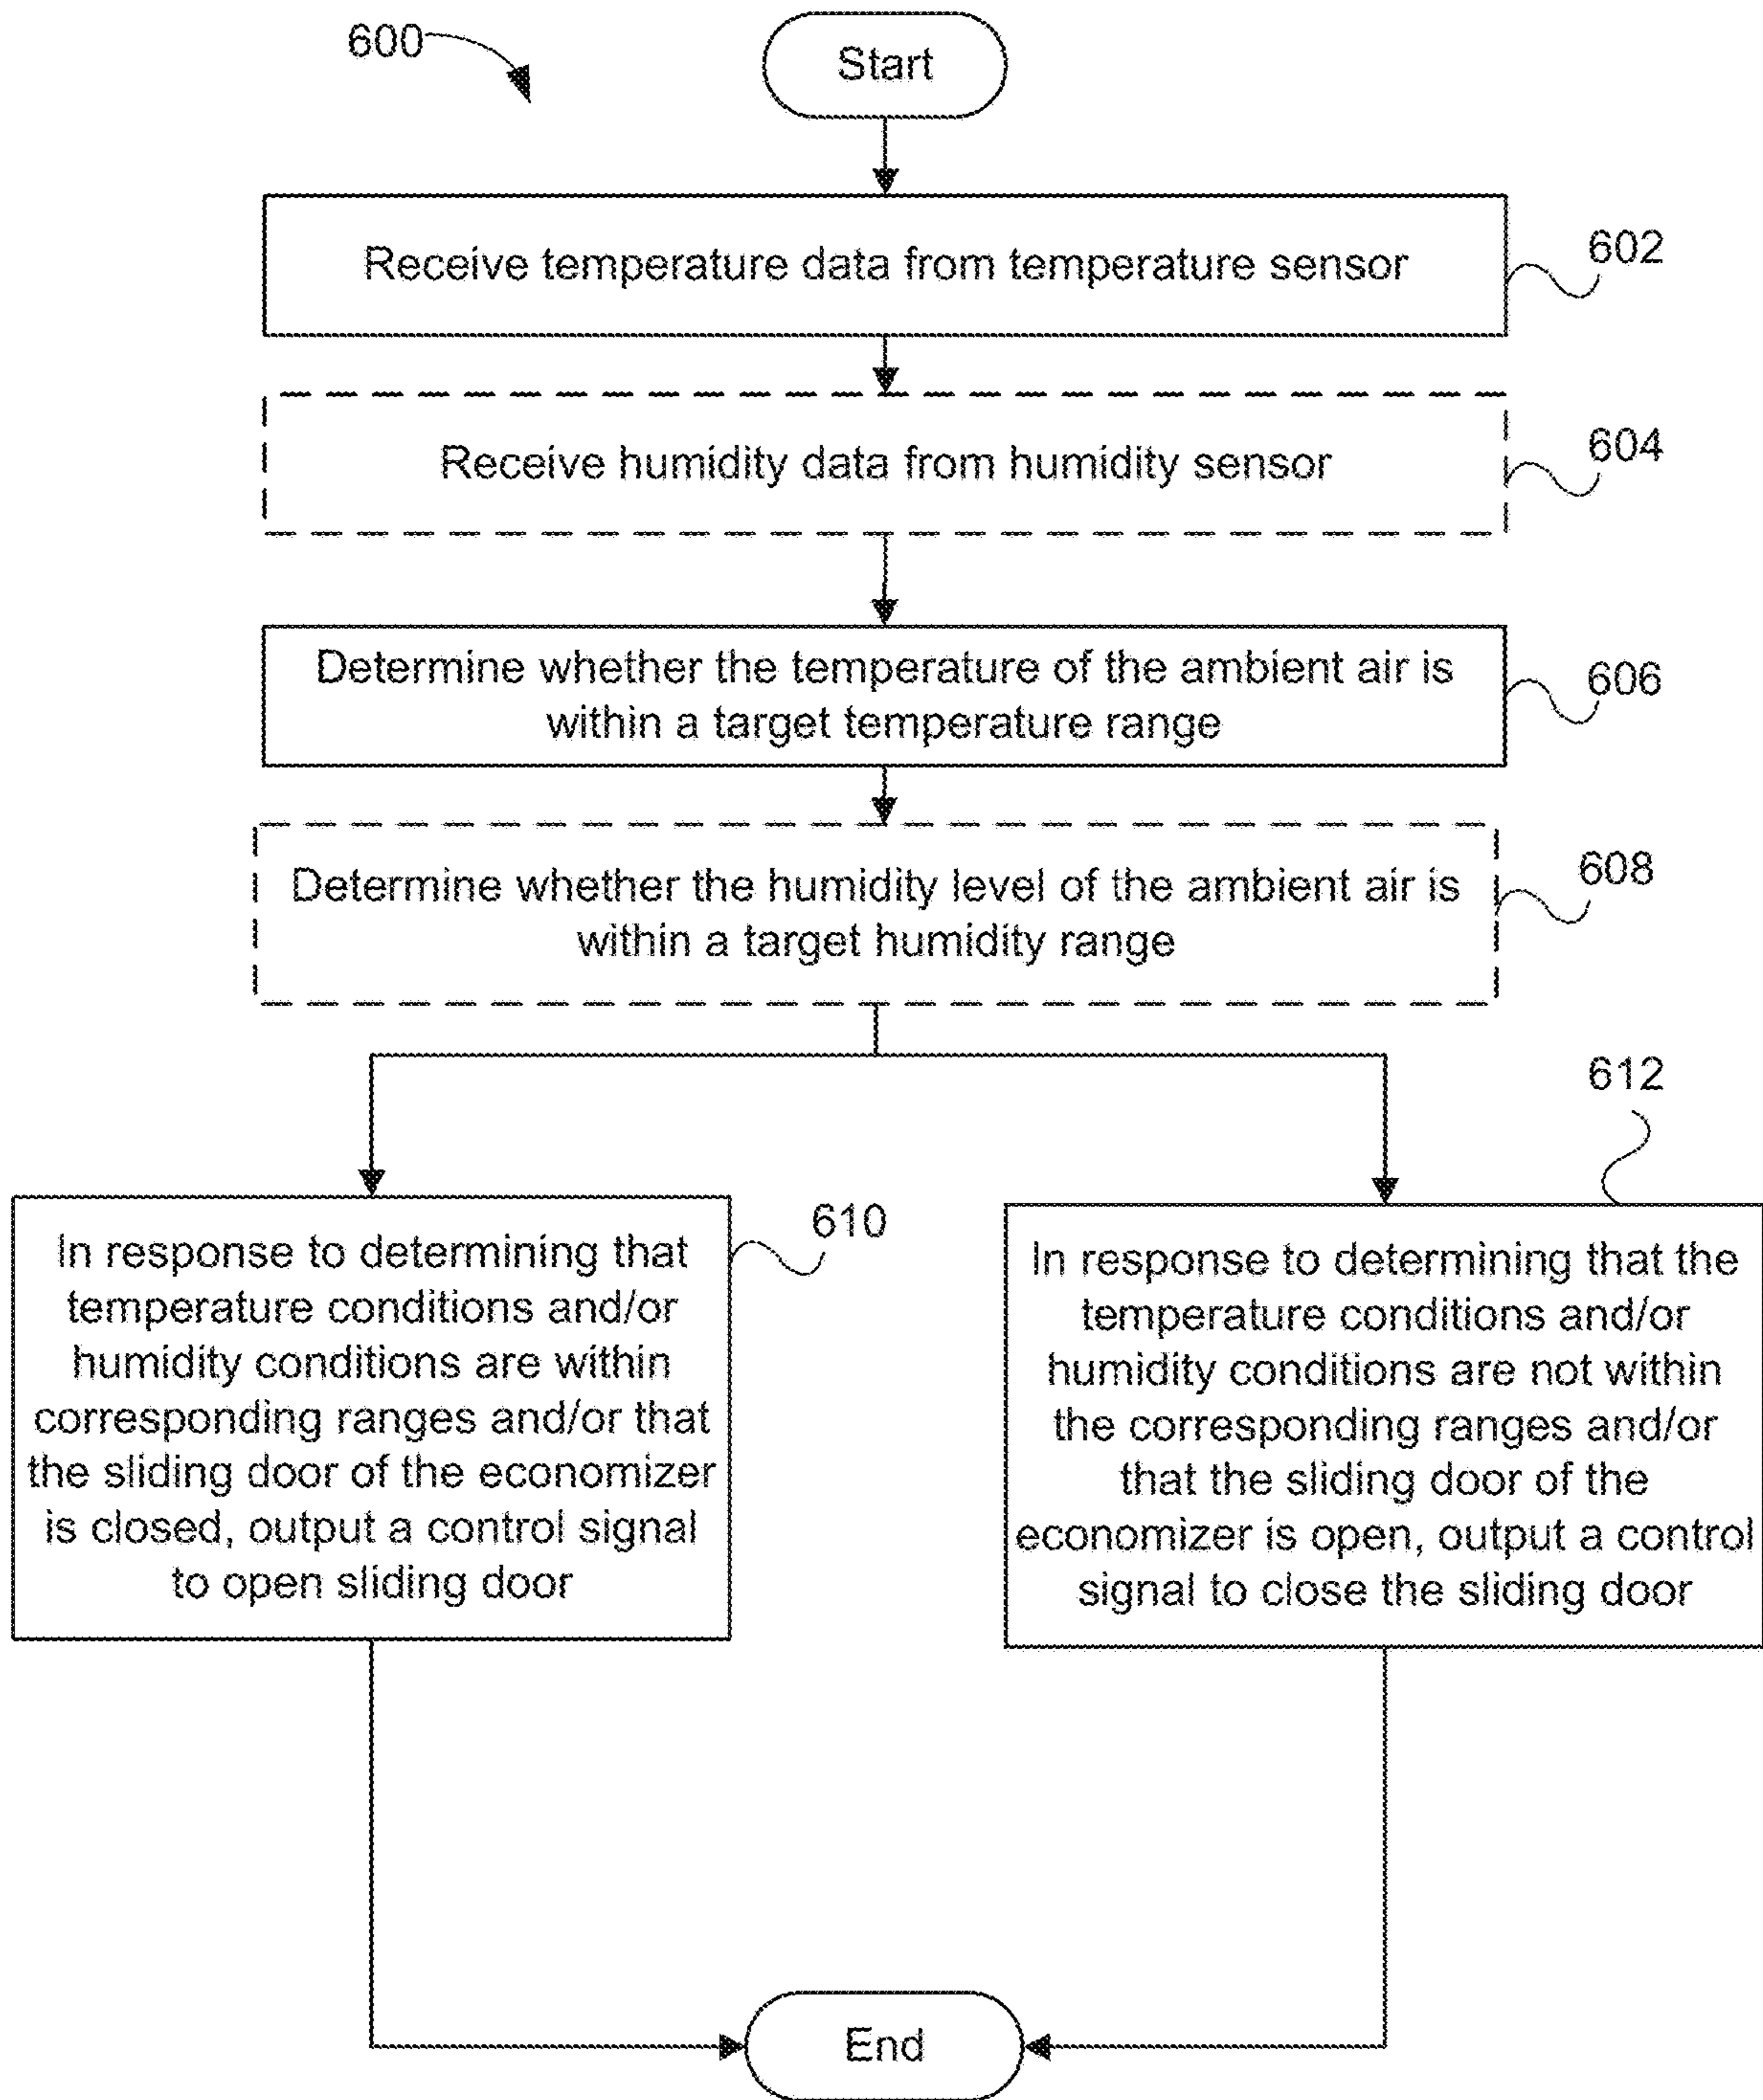 600
Start
Receive temperature data from temperature sensor
602
Receive humidity data from humidity sensor
604
Determine whether the temperature of the ambient air is
within a target temperature range
606
Determine whether the humidity level of the ambient air is
within a target humidity range
608
610
In response to determining that
temperature conditions and/or
humidity conditions are within
corresponding ranges and/or that
the sliding door of the economizer
is closed, output a control signal
to open sliding door
612
In response to determining that the
temperature conditions and/or
humidity conditions are not within
the corresponding ranges and/or
that the sliding door of the
economizer is open, output a control
signal to close the sliding door
End